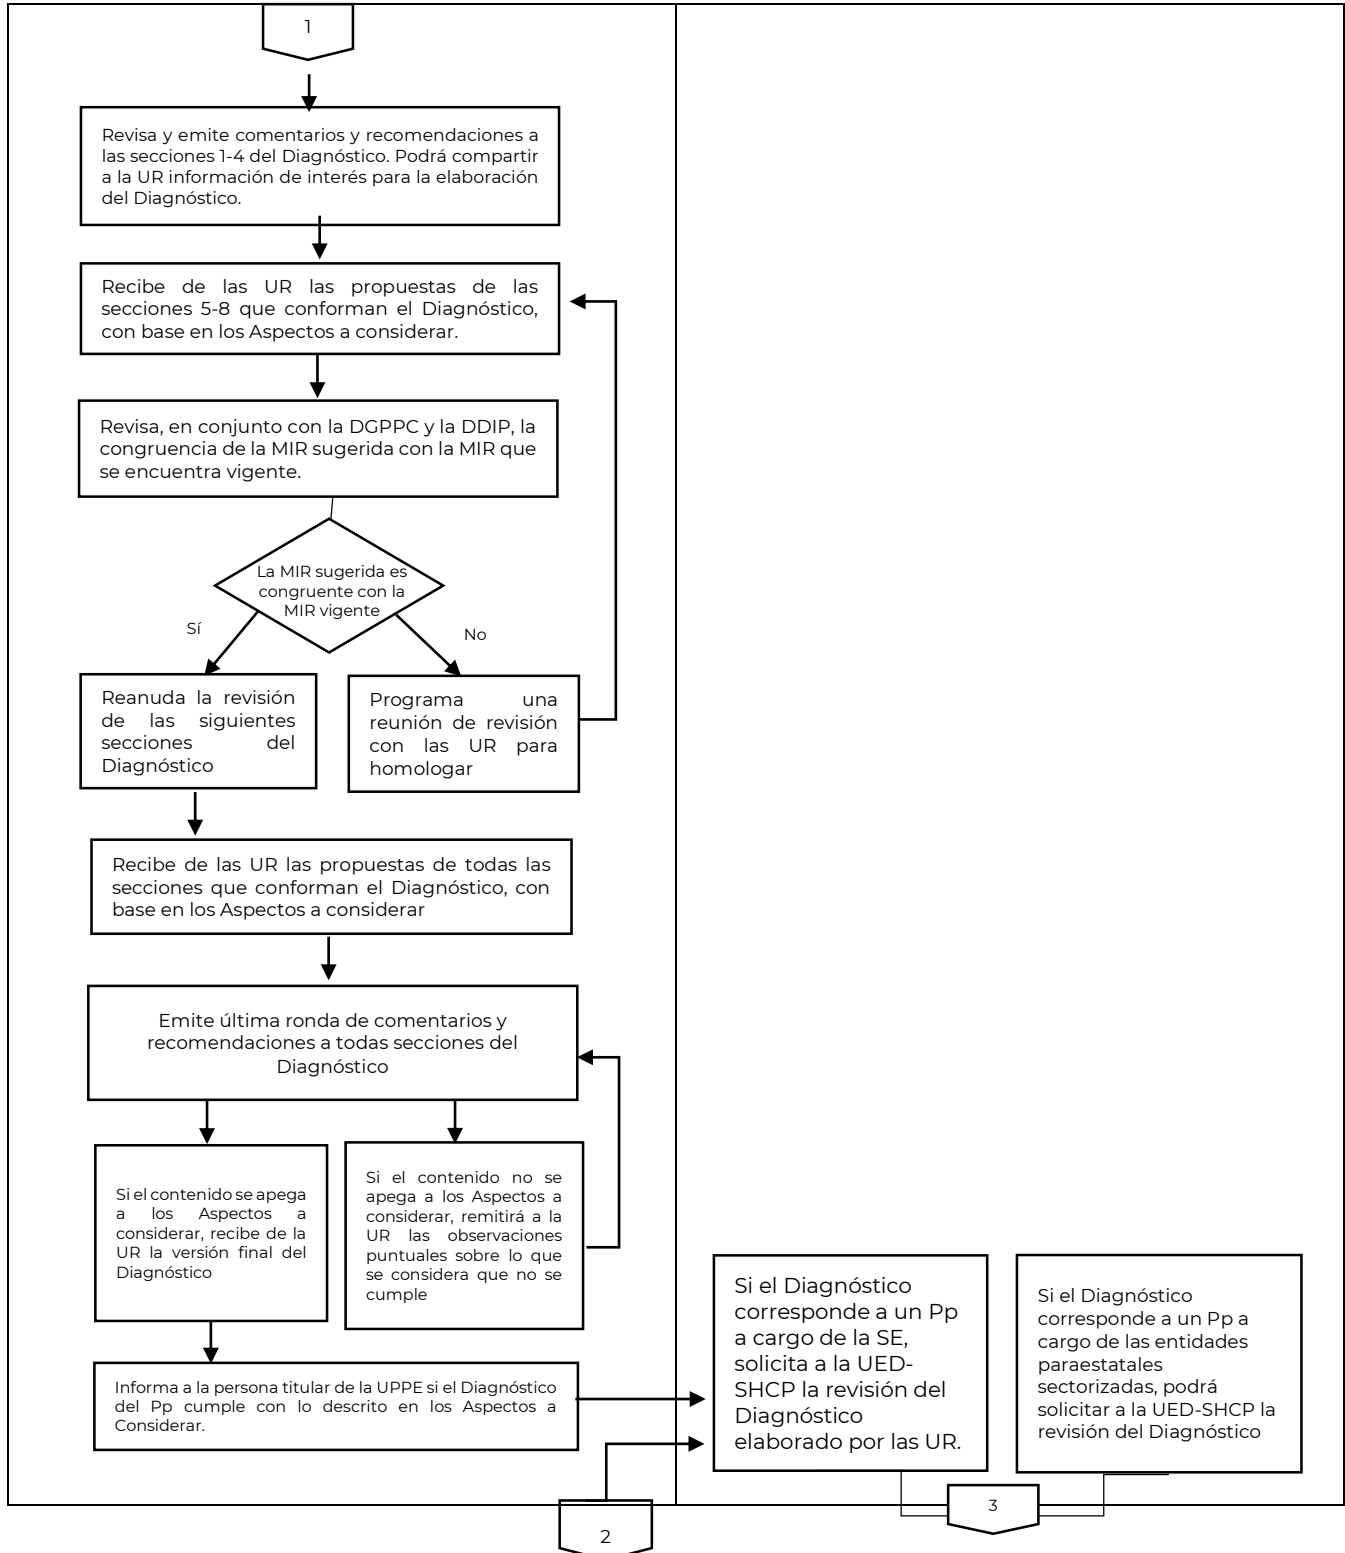 1
Revisa y emite comentarios y recomendaciones a
las secciones 1-4 del Diagnóstico. Podrá compartir
a la UR información de interés para la elaboración
del Diagnóstico.
Recibe de las UR las propuestas de las
secciones 5-8 que conforman el Diagnóstico,
con base en los Aspectos a considerar.
Revisa, en conjunto con la DGPPC y la DDIP, la
congruencia de la MIR sugerida con la MIR que
se encuentra vigente.
La MIR sugerida es
congruente con la
MIR vigente
Sí
No
Reanuda la revisión
de las siguientes
secciones del
Diagnóstico
Programa una
reunión de revisión
con las UR para
homologar
Recibe de las UR las propuestas de todas las
secciones que conforman el Diagnóstico, con
base en los Aspectos a considerar
Emite última ronda de comentarios y
recomendaciones a todas secciones del
Diagnóstico
Si el contenido se apega
a los Aspectos a
considerar, recibe de la
UR la versión final del
Diagnóstico
Si el contenido no se
apega a los Aspectos a
considerar, remitirá a la
UR las observaciones
puntuales sobre lo que
se considera que no se
cumple
Informa a la persona titular de la UPPE si el Diagnóstico
del Pp cumple con lo descrito en los Aspectos a
Considerar.
Si el Diagnóstico
corresponde a un Pp
a cargo de la SE,
solicita a la UED-
SHCP la revisión del
Diagnóstico
elaborado por las UR.
Si el Diagnóstico
corresponde a un Pp a
cargo de las entidades
paraestatales
sectorizadas, podrá
solicitar a la UED-SHCP la
revisión del Diagnóstico
2
3